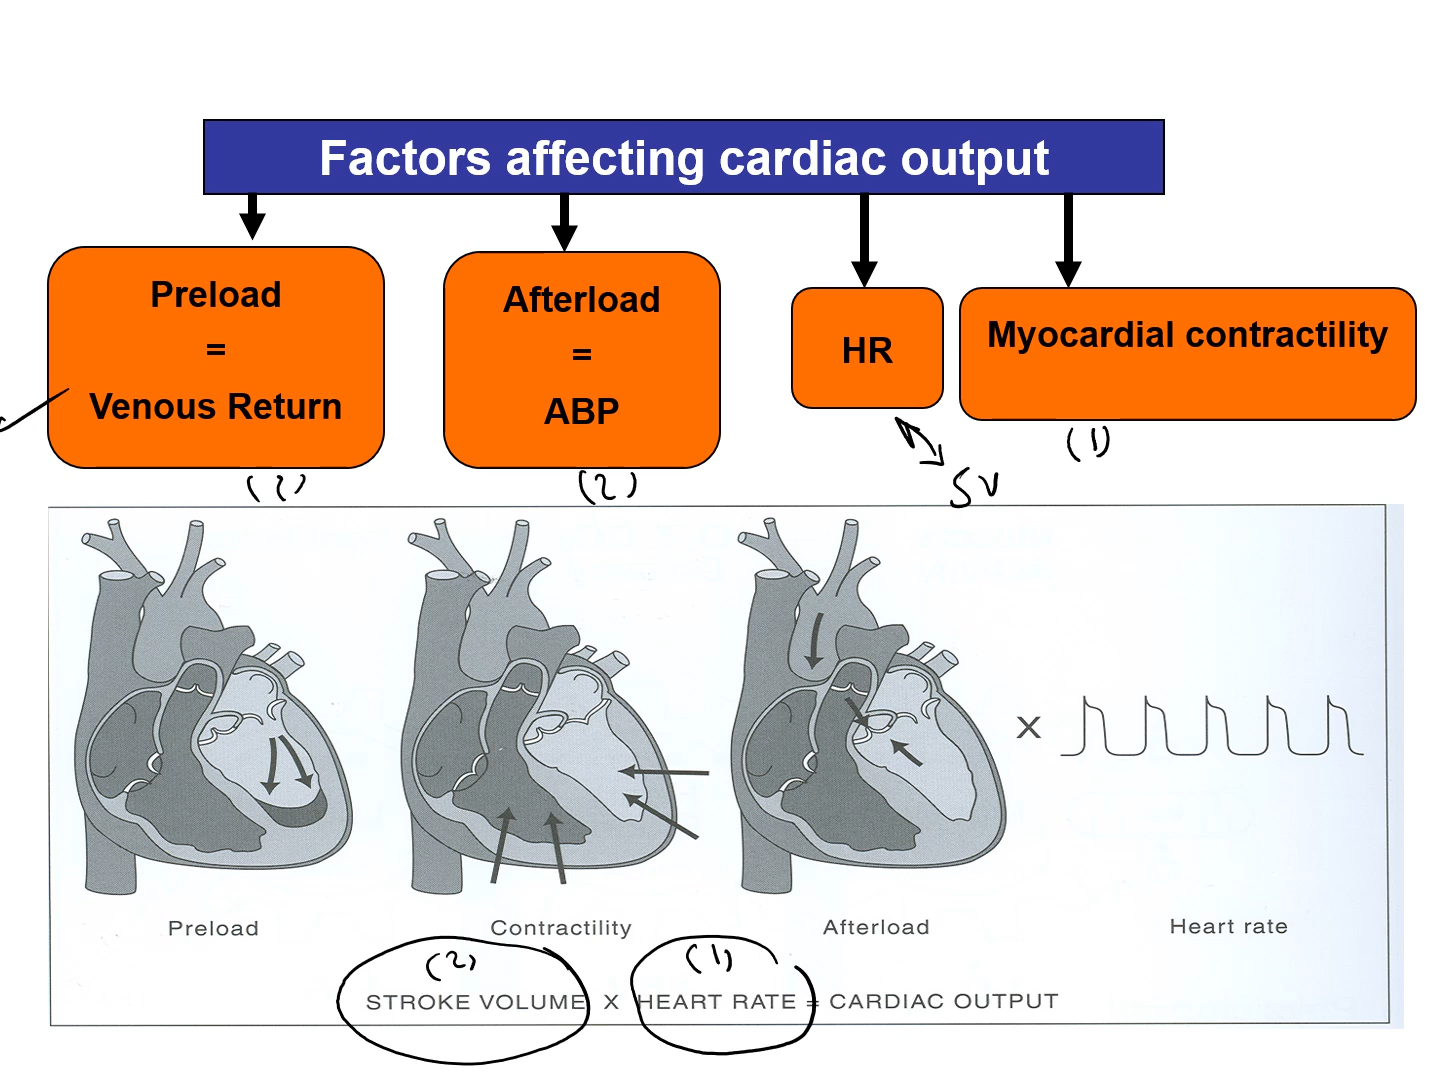 Factors affecting cardiac output
Preload
=
Venous Return
Afterload
=
ABP
HR
Myocardial contractility
(1)
(2)
(2)
SV
Preload
Contractility
Afterload
X
Heart rate
(2)
(1)
STROKE VOLUME X HEART RATE = CARDIAC OUTPUT